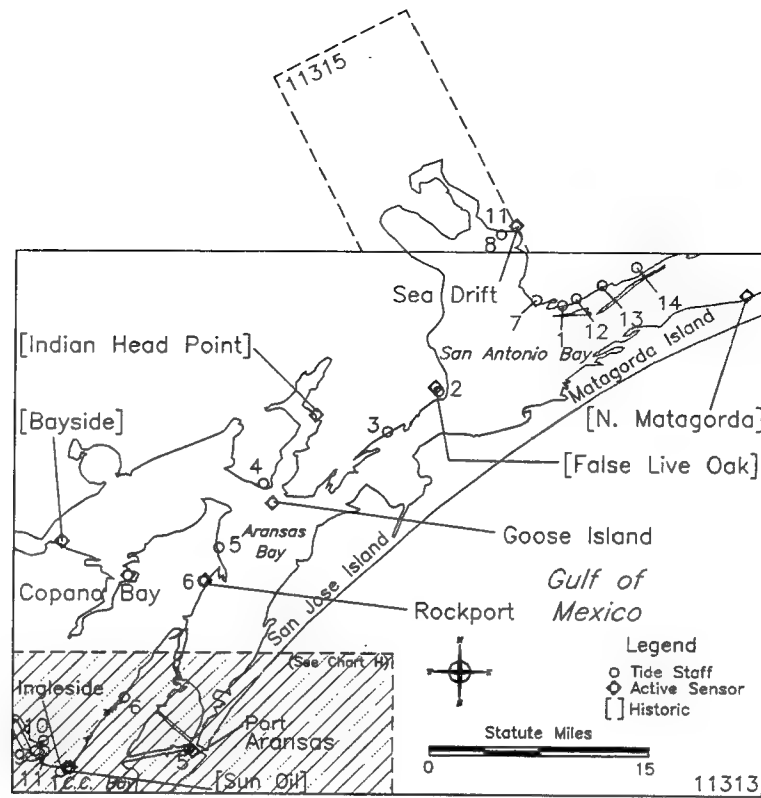 11315
11
8
Sea Drift
7
1
12
13
14
San Antonio Bay
Matagorda Island
[Indian Head Point]
[N. Matagorda]
[Bayside]
2
3
[False Live Oak]
4
Goose Island
Aransas
Bay
5
San Jose Island
Copano Bay
6
Rockport
Gulf of
Mexico
Legend
Tide Staff
Active Sensor
[ ] Historic
(See Chart H)
Ingleside
6
Port
Aransas
5
10
8
9
11
C.C. Bay
[Sun Oil]
Statute Miles
0
15
11313